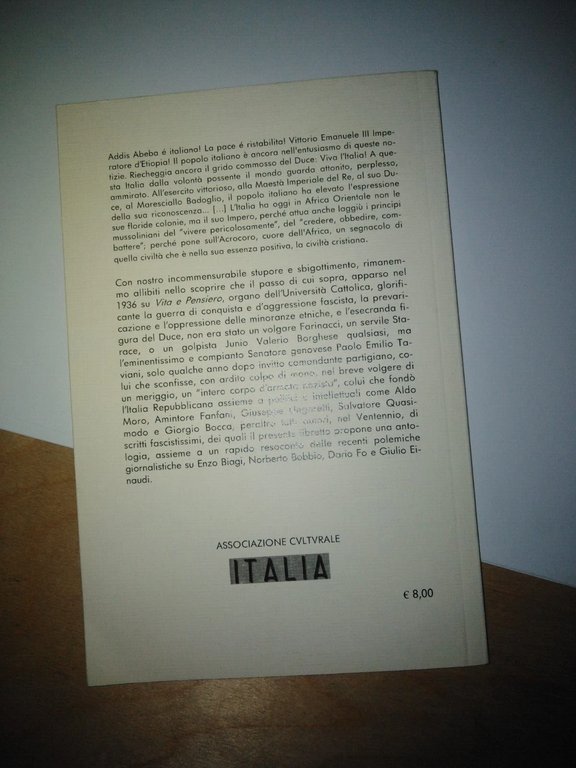 Addis Abeba é italiana! La pace é ristabilita! Vittorio Emanuele III Impe-
ratore d'Etiopia! Il popolo italiano è ancora nell'entusiasmo di queste no-
tizie. Riecheggia ancora il grido commosso del Duce: Viva l'Italia! A que-
sta Italia dalla volontà possente il mondo guarda attonito, perplesso,
ammirato. All'esercito vittorioso, alla Maestà Imperiale del Re, al suo Du-
ce, al Maresciallo Badoglio, il popolo italiano ha elevato l'espressione
della sua riconoscenza... [...] L'Italia ha oggi in Africa Orientale non le
sue floride colonie, ma il suo Impero, perché attua anche laggiù i principi
mussoliniani del "vivere pericolosamente", del "credere, obbedire, com-
battere"; perché pone sull'Acrocoro, cuore dell'Africa, un segnacolo di
quella civiltà che è nella sua essenza positiva, la civiltà cristiana.
Con nostro incommensurabile stupore e sbigottimento, rimanem-
mo allibiti nello scoprire che il passo di cui sopra, apparso nel
1936 su Vita e Pensiero, organo dell'Università Cattolica, glorifi-
cante la guerra di conquista e d'aggressione fascista, la prevari-
cazione e l'oppressione delle minoranze etniche, e l'esecranda fi-
gura del Duce, non era stato un volgare Farinacci, un servile Sta-
race, o un golpista Junio Valerio Borghese qualsiasi, ma
l'eminentissimo e compianto Senatore genovese Paolo Emilio Ta-
viani, solo qualche anno dopo invitto comandante partigiano, co-
lui che sconfisse, con ardito colpo di mano, nel breve volgere di
un meriggio, un "intero corpo d'armata nazista", colui che fondò
l'Italia Repubblicana assieme a politici e intellettuali come Aldo
Moro, Amintore Fanfani, Giuseppe Ungaretti, Salvatore Quasi-
modo e Giorgio Bocca, peraltro tutti autori, nel Ventennio, di
scritti fascistissimi, dei quali il presente libretto propone una anto-
logia, assieme a un rapido resoconto delle recenti polemiche
giornalistiche su Enzo Biagi, Norberto Bobbio, Dario Fo e Giulio Ei-
naudi.
ASSOCIAZIONE CVLTVRALE
ITALIA
€ 8,00